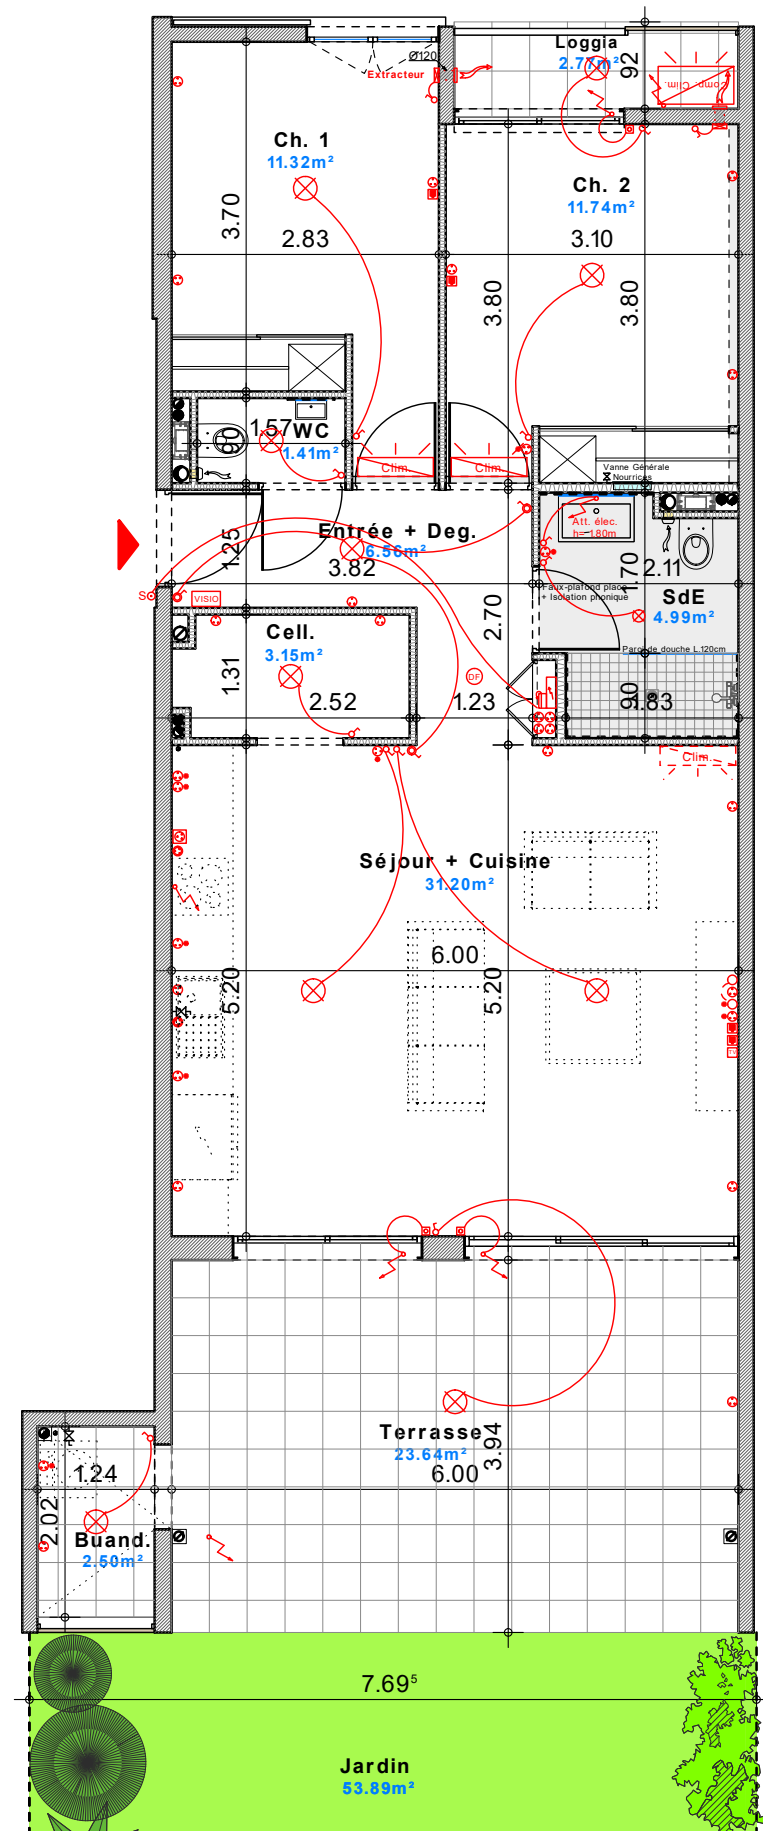 Loggia
2.77m²
92
Ø120
Extracteur
Comp. Clim.
Ch. 1
11.32m²
3.70
2.83
Ch. 2
11.74m²
3.10
3.80
3.80
1.57
WC
1.41m²
90
Clim.
Clim.
Vanne Générale
Nourrices
Att. élec.
h= 1.80m
Entrée + Deg.
6.56m²
1.25
3.82
1.70
2.11
Faux-plafond placo
+ Isolation phonique
SdE
4.99m²
S
VISIO
Cell.
3.15m²
2.70
Paroi de douche L.120cm
1.31
2.52
DF
1.23
90
1.83
Clim.
Séjour + Cuisine
31.20m²
6.00
5.20
5.20
TV
Terrasse
23.64m²
3.94
6.00
1.24
2.02
Buand.
2.50m²
7.69⁵
Jardin
53.89m²